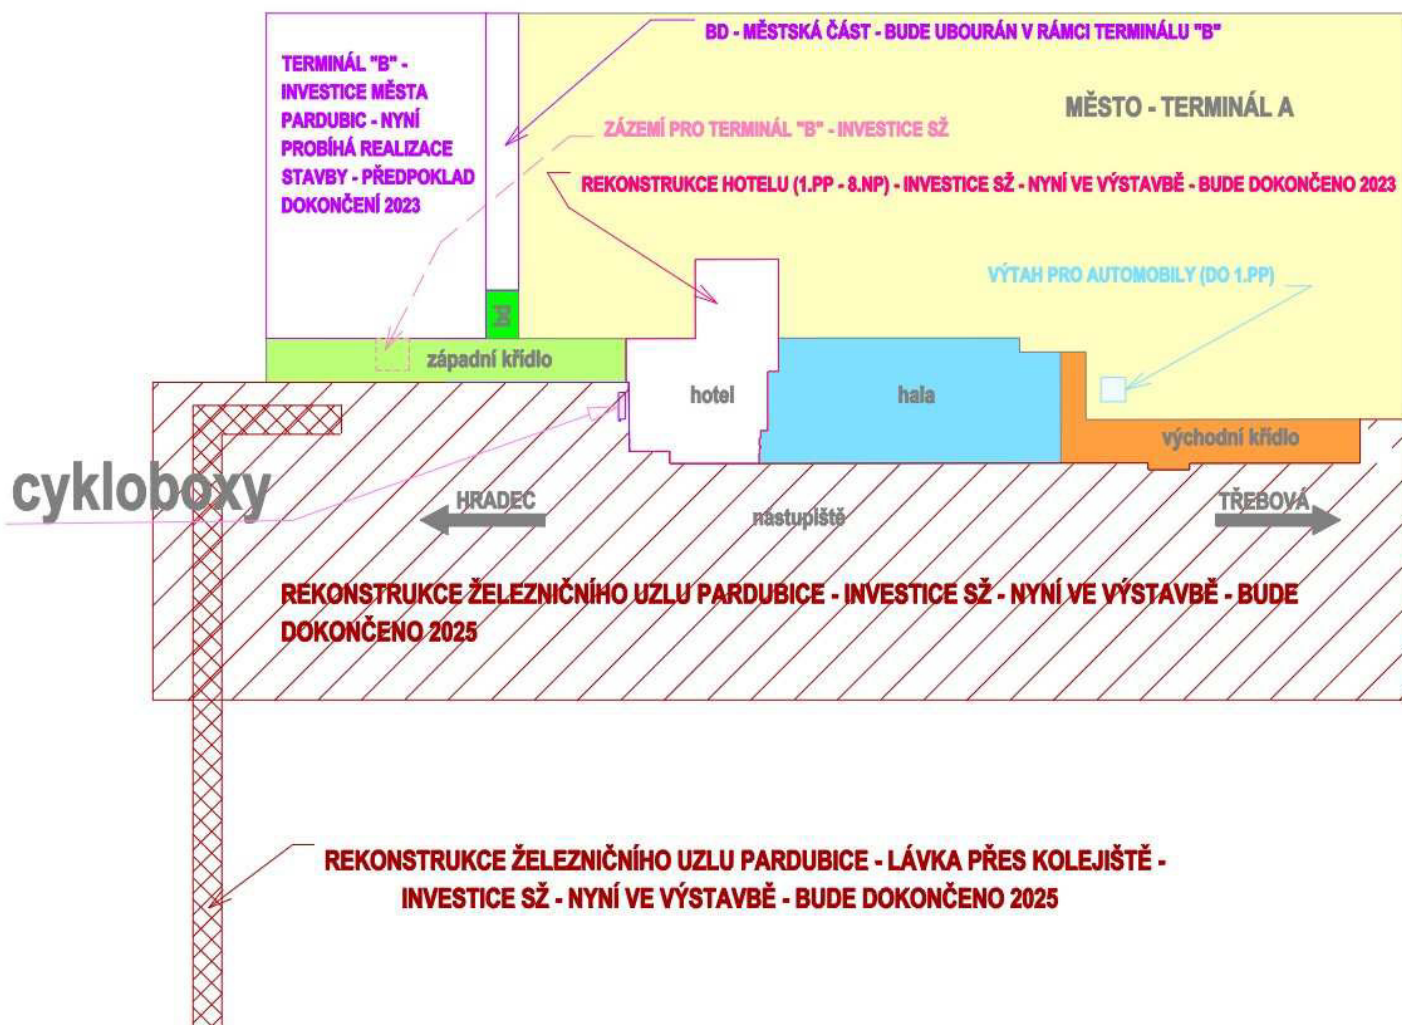 BD - MĚSTSKÁ ČÁST - BUDE UBOURÁN V RÁMCI TERMINÁLU "B"
TERMINÁL "B" -
INVESTICE MĚSTA
PARDUBIC - NYNÍ
PROBÍHÁ REALIZACE
STAVBY - PŘEDPOKLAD
DOKONČENÍ 2023
MĚSTO - TERMINÁL A
ZÁZEMÍ PRO TERMINÁL "B" - INVESTICE SŽ
REKONSTRUKCE HOTELU (1.PP - 8.NP) - INVESTICE SŽ - NYNÍ VE VÝSTAVBĚ - BUDE DOKONČENO 2023
VÝTAH PRO AUTOMOBILY (DO 1.PP)
bd
západní křídlo
hotel
hala
východní křídlo
cykloboxy
HRADEC
nástupiště
TŘEBOVÁ
REKONSTRUKCE ŽELEZNIČNÍHO UZLU PARDUBICE - INVESTICE SŽ - NYNÍ VE VÝSTAVBĚ - BUDE
DOKONČENO 2025
REKONSTRUKCE ŽELEZNIČNÍHO UZLU PARDUBICE - LÁVKA PŘES KOLEJIŠTĚ -
INVESTICE SŽ - NYNÍ VE VÝSTAVBĚ - BUDE DOKONČENO 2025